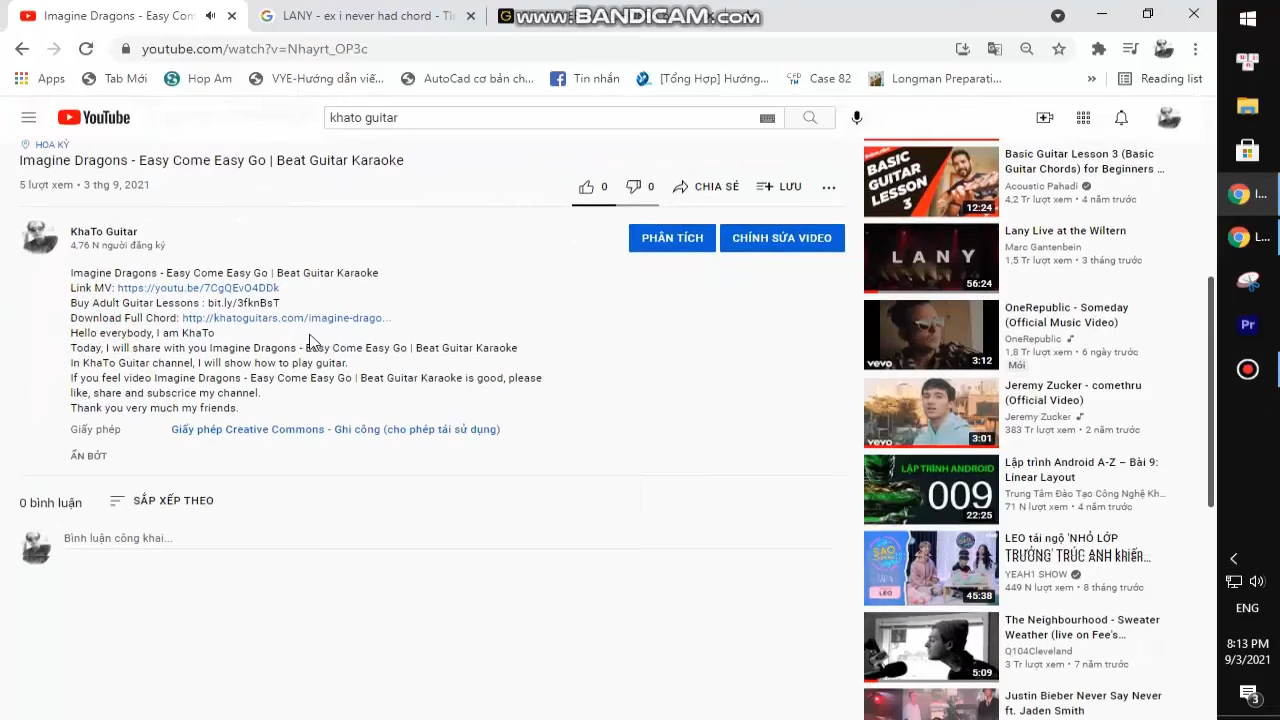 Imagine Dragons - Easy Come
LANY - ex i never had chord - Ti
www.BANDICAM.com
youtube.com/watch?v=Nhayrt_OP3c
Apps
Tab Mới
Hop Am
VYE-Hướng dẫn viế...
AutoCad cơ bản ch...
Tin nhắn
[Tổng Hợp] Hướng...
Case 82
Longman Preparati...
»
Reading list
YouTube
khato guitar
HOA KỲ
Imagine Dragons - Easy Come Easy Go | Beat Guitar Karaoke
5 lượt xem • 3 thg 9, 2021
0
0
CHIA SẺ
LƯU
KhaTo Guitar
4,76 N người đăng ký
PHÂN TÍCH
CHỈNH SỬA VIDEO
Imagine Dragons - Easy Come Easy Go | Beat Guitar Karaoke
Link MV: https://youtu.be/7CgQEvO4DDk
Buy Adult Guitar Lessons : bit.ly/3fknBsT
Download Full Chord: http://khatoguitars.com/imagine-drago...
Hello everybody, I am KhaTo
Today, I will share with you Imagine Dragons - Easy Come Easy Go | Beat Guitar Karaoke
In KhaTo Guitar channel, I will show how to play guitar.
If you feel video Imagine Dragons - Easy Come Easy Go | Beat Guitar Karaoke is good, please
like, share and subscrice my channel.
Thank you very much my friends.
Giấy phép
Giấy phép Creative Commons - Ghi công (cho phép tái sử dụng)
ẨN BỚT
0 bình luận
SẮP XẾP THEO
Bình luận công khai...
BASIC
GUITAR
LESSON
3
12:24
Basic Guitar Lesson 3 (Basic
Guitar Chords) for Beginners ...
Acoustic Pahadi
4,2 Tr lượt xem • 4 năm trước
LANY
56:24
Lany Live at the Wiltern
Marc Gantenbein
1,5 Tr lượt xem • 3 tháng trước
vevo
3:12
OneRepublic - Someday
(Official Music Video)
OneRepublic
1,8 Tr lượt xem • 6 ngày trước
Mới
vevo
3:01
Jeremy Zucker - comethru
(Official Video)
Jeremy Zucker
383 Tr lượt xem • 2 năm trước
LẬP TRÌNH ANDROID
009
22:25
Lập trình Android A-Z – Bài 9:
Linear Layout
Trung Tâm Đào Tạo Công Nghệ Kh...
71 N lượt xem • 4 năm trước
SAO
LEO
45:38
LEO tái ngộ 'NHỎ LỚP
TRƯỞNG' TRÚC ANH khiến...
YEAH1 SHOW
449 N lượt xem • 8 tháng trước
5:09
The Neighbourhood - Sweater
Weather (live on Fee's...
Q104Cleveland
3 Tr lượt xem • 7 năm trước
Justin Bieber Never Say Never
ft. Jaden Smith
I...
L...
Pr
ENG
8:13 PM
9/3/2021
3